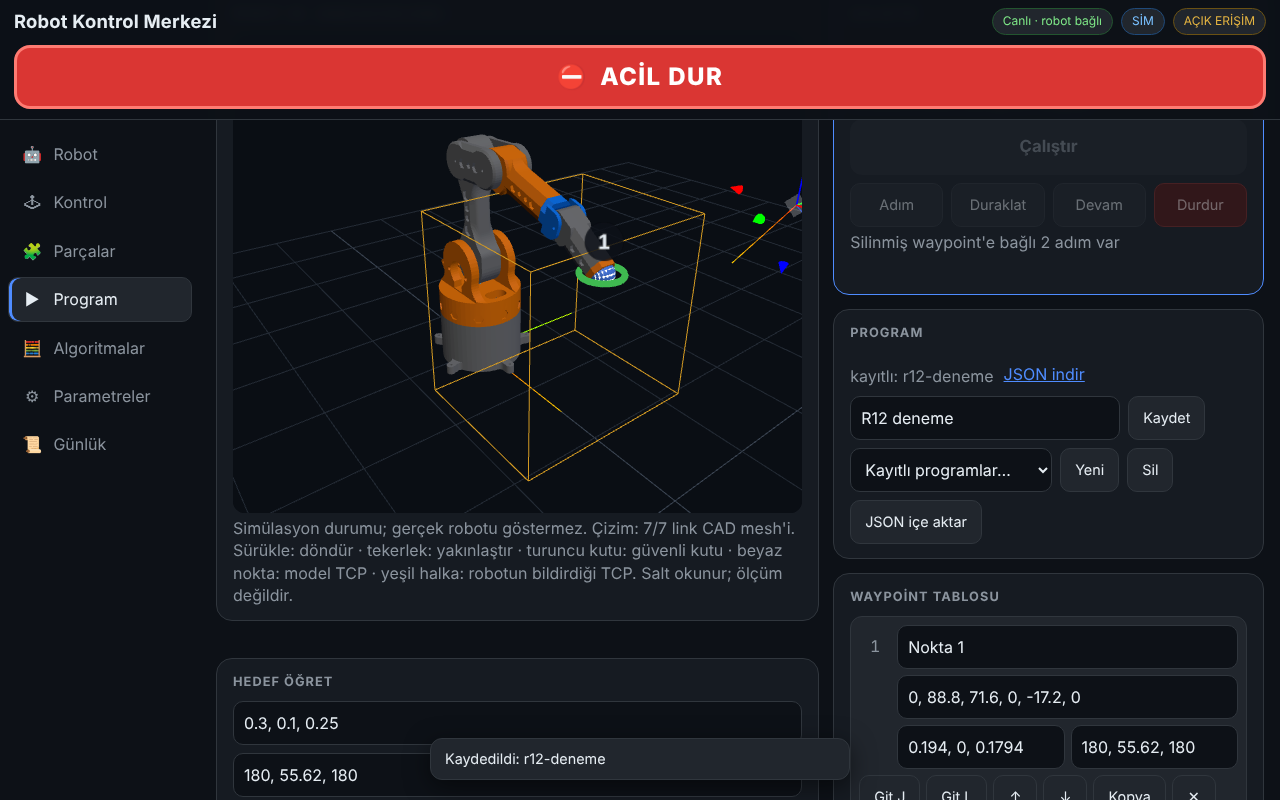 Robot Kontrol Merkezi
Canlı · robot bağlı
SİM
AÇIK ERİŞİM
ACİL DUR
Robot
Kontrol
Parçalar
Program
Algoritmalar
Parametreler
Günlük
1
Simülasyon durumu; gerçek robotu göstermez. Çizim: 7/7 link CAD mesh'i.
Sürükle: döndür · tekerlek: yakınlaştır · turuncu kutu: güvenli kutu · beyaz
nokta: model TCP · yeşil halka: robotun bildirdiği TCP. Salt okunur; ölçüm
değildir.
HEDEF ÖĞRET
0.3, 0.1, 0.25
180, 55.62, 180
Kaydedildi: r12-deneme
Çalıştır
Adım
Duraklat
Devam
Durdur
Silinmiş waypoint'e bağlı 2 adım var
PROGRAM
kayıtlı: r12-deneme JSON indir
R12 deneme
Kaydet
Kayıtlı programlar...
Yeni
Sil
JSON içe aktar
WAYPOİNT TABLOSU
1
Nokta 1
0, 88.8, 71.6, 0, -17.2, 0
0.194, 0, 0.1794
180, 55.62, 180
Git J
Git L
↑
↓
Kopya
×